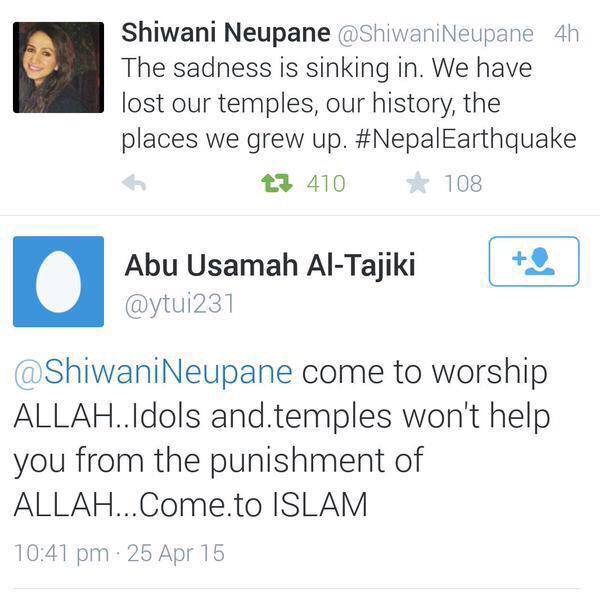 Shiwani Neupane @ShiwaniNeupane 4h
The sadness is sinking in. We have
lost our temples, our history, the
places we grew up. #NepalEarthquake
410 108
Abu Usamah Al-Tajiki
@ytui231
@ShiwaniNeupane come to worship
ALLAH..Idols and.temples won't help
you from the punishment of
ALLAH...Come.to ISLAM
10:41 pm · 25 Apr 15